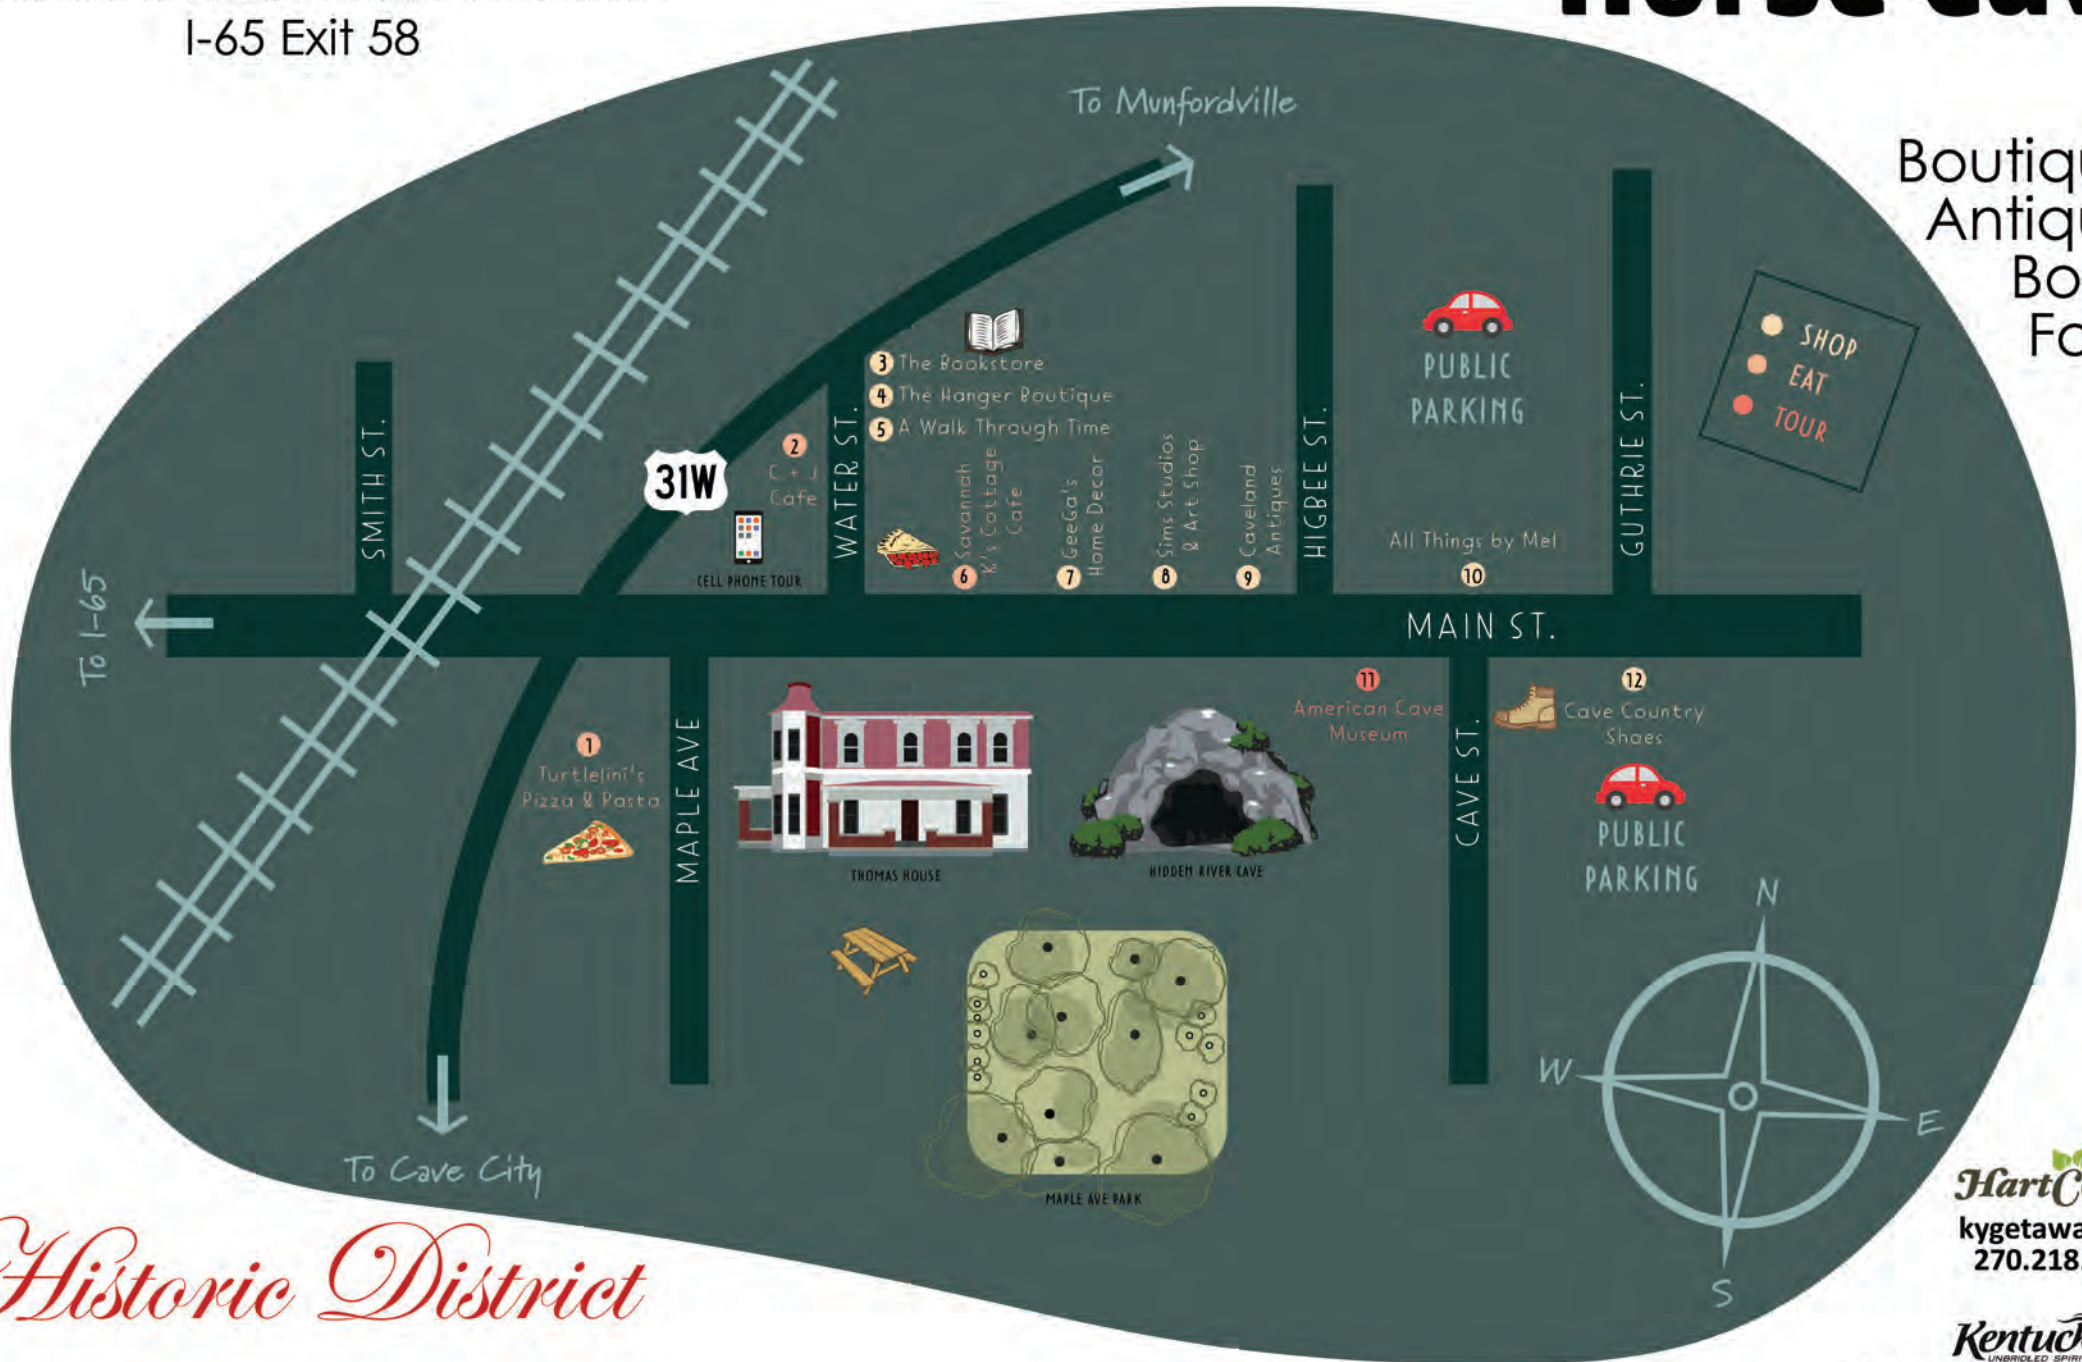 I-65 Exit 58
To Munfordville
3 The Bookstore
4 The Hanger Boutique
5 A Walk Through Time
PUBLIC
PARKING
SHOP
EAT
TOUR
SMITH ST.
31W
2
C + J
Cafe
CELL PHONE TOUR
WATER ST.
6 Savannah
K's Cottage
Cafe
7 GeeGa's
Home Decor
8 Sims Studios
& Art Shop
9 Caveland
Antiques
HIGBEE ST.
All Things by Mel
10
GUTHRIE ST.
To I-65
MAIN ST.
1
Turtlelini's
Pizza & Pasta
MAPLE AVE
THOMAS HOUSE
HIDDEN RIVER CAVE
11
American Cave
Museum
CAVE ST.
12
Cave Country
Shoes
PUBLIC
PARKING
MAPLE AVE PARK
To Cave City
N
W
E
S
Historic District
Hart
kygetawa
270.218.
UNBRIDLED SPIRI